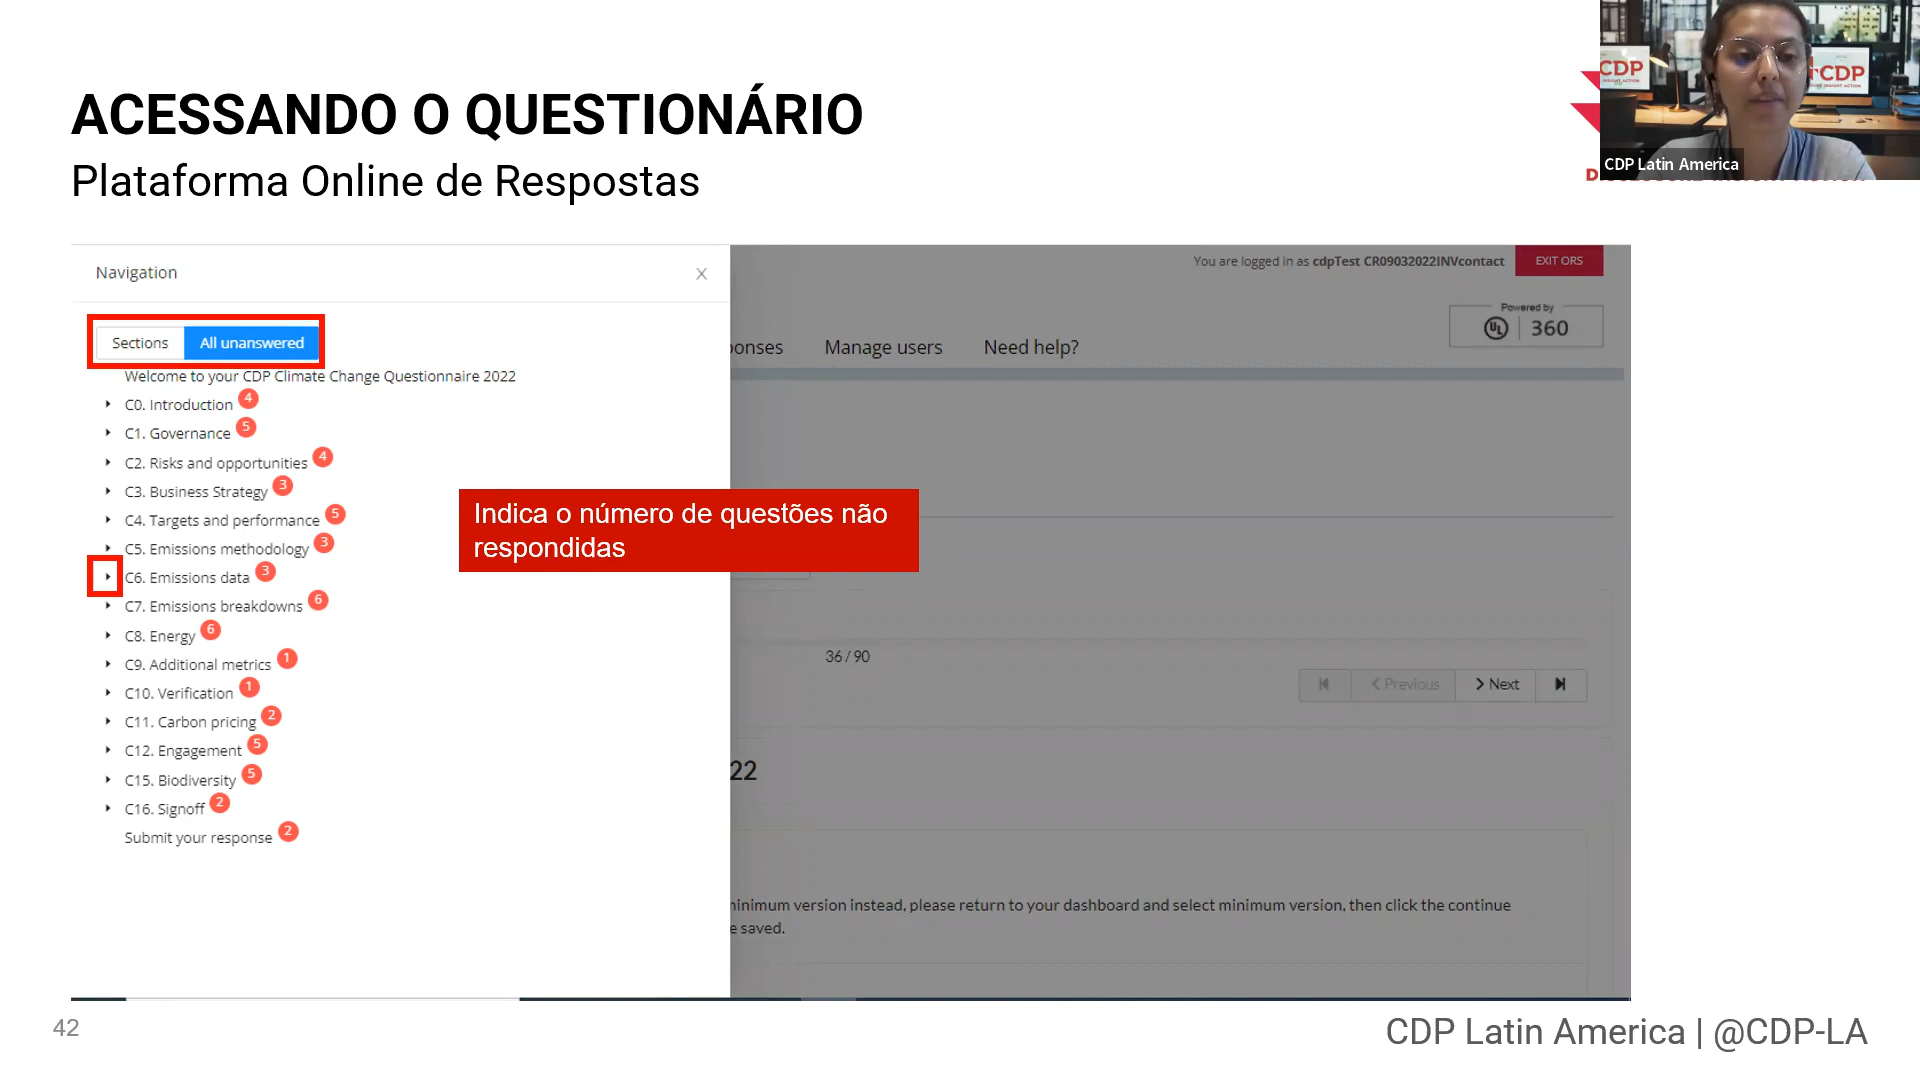 ACESSANDO O QUESTIONÁRIO
Plataforma Online de Respostas
CDP
CDP
CDP Latin America
Navigation
X
You are logged in as cdpTest CR09032022INVcontact
EXIT ORS
Powered by
UL 360
Sections
All unanswered
Manage users
Need help?
Welcome to your CDP Climate Change Questionnaire 2022
C0. Introduction 4
C1. Governance 5
C2. Risks and opportunities 4
C3. Business Strategy 3
C4. Targets and performance 5
C5. Emissions methodology 3
C6. Emissions data 3
C7. Emissions breakdowns 6
C8. Energy 6
C9. Additional metrics 1
C10. Verification 1
C11. Carbon pricing 2
C12. Engagement 5
C15. Biodiversity 5
C16. Signoff 2
Submit your response 2
Indica o número de questões não
respondidas
36 / 90
Previous
Next
22
minimum version instead, please return to your dashboard and select minimum version, then click the continue
e saved.
42
CDP Latin America | @CDP-LA